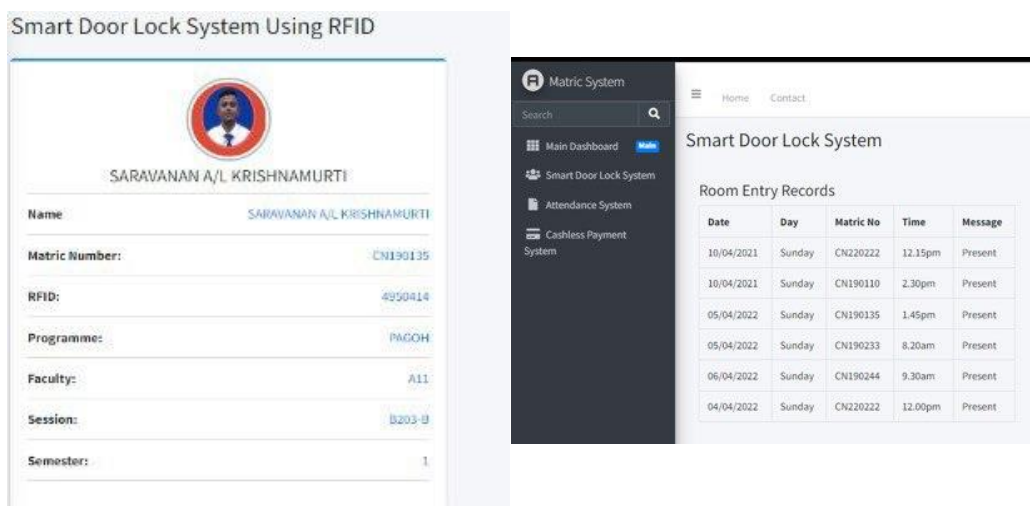 Smart Door Lock System Using RFID
SARAVANAN A/L KRISHNAMURTI
Name SARAVANAN A/L KRISHNAMURTI
Matric Number: CN190135
RFID: 4950414
Programme: PAGOH
Faculty: A11
Session: B203-B
Semester: 1
Matric System
Search
Main Dashboard Main
Smart Door Lock System
Attendance System
Cashless Payment
System
Home Contact
Smart Door Lock System
Room Entry Records
Date Day Matric No Time Message
10/04/2021 Sunday CN220222 12.15pm Present
10/04/2021 Sunday CN190110 2.30pm Present
05/04/2022 Sunday CN190135 1.45pm Present
05/04/2022 Sunday CN190233 8.20am Present
06/04/2022 Sunday CN190244 9.30am Present
04/04/2022 Sunday CN220222 12.00pm Present